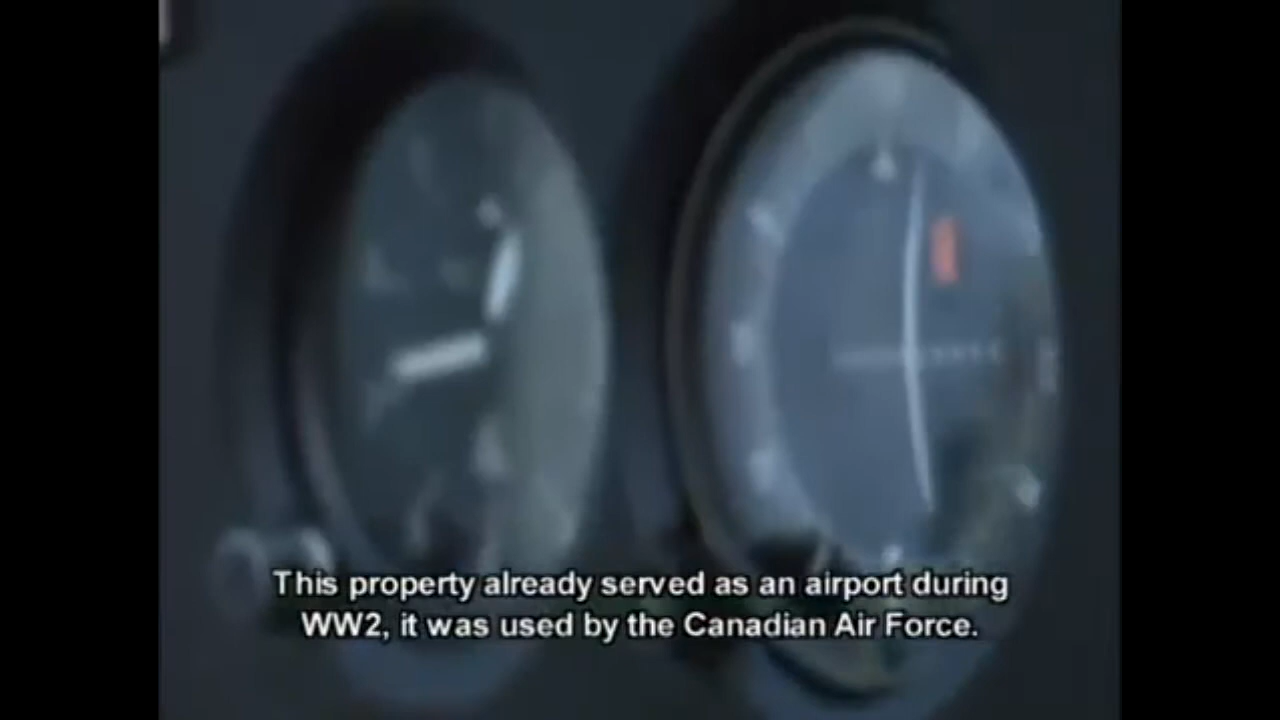 This property already served as an airport during
WW2, it was used by the Canadian Air Force.